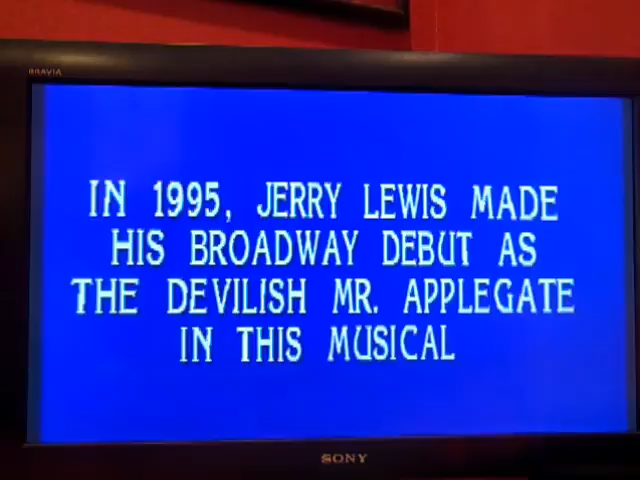 BRAVIA
IN 1995, JERRY LEWIS MADE
HIS BROADWAY DEBUT AS
THE DEVILISH MR. APPLEGATE
IN THIS MUSICAL
SONY